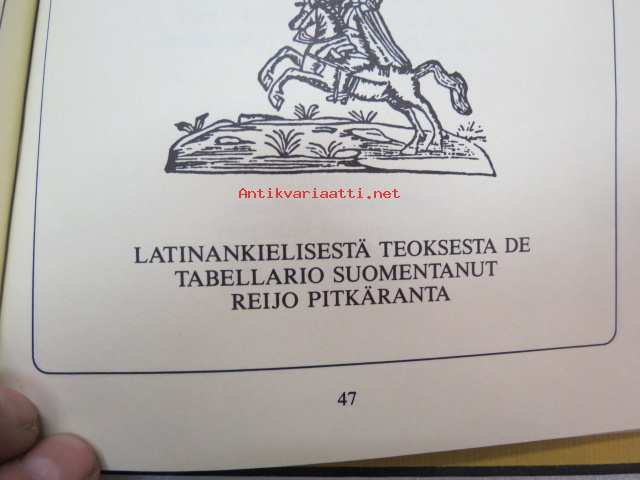 Antikvariaatti.net
LATINANKIELISESTÄ TEOKSESTA DE
TABELLARIO SUOMENTANUT
REIJO PITKÄRANTA
47